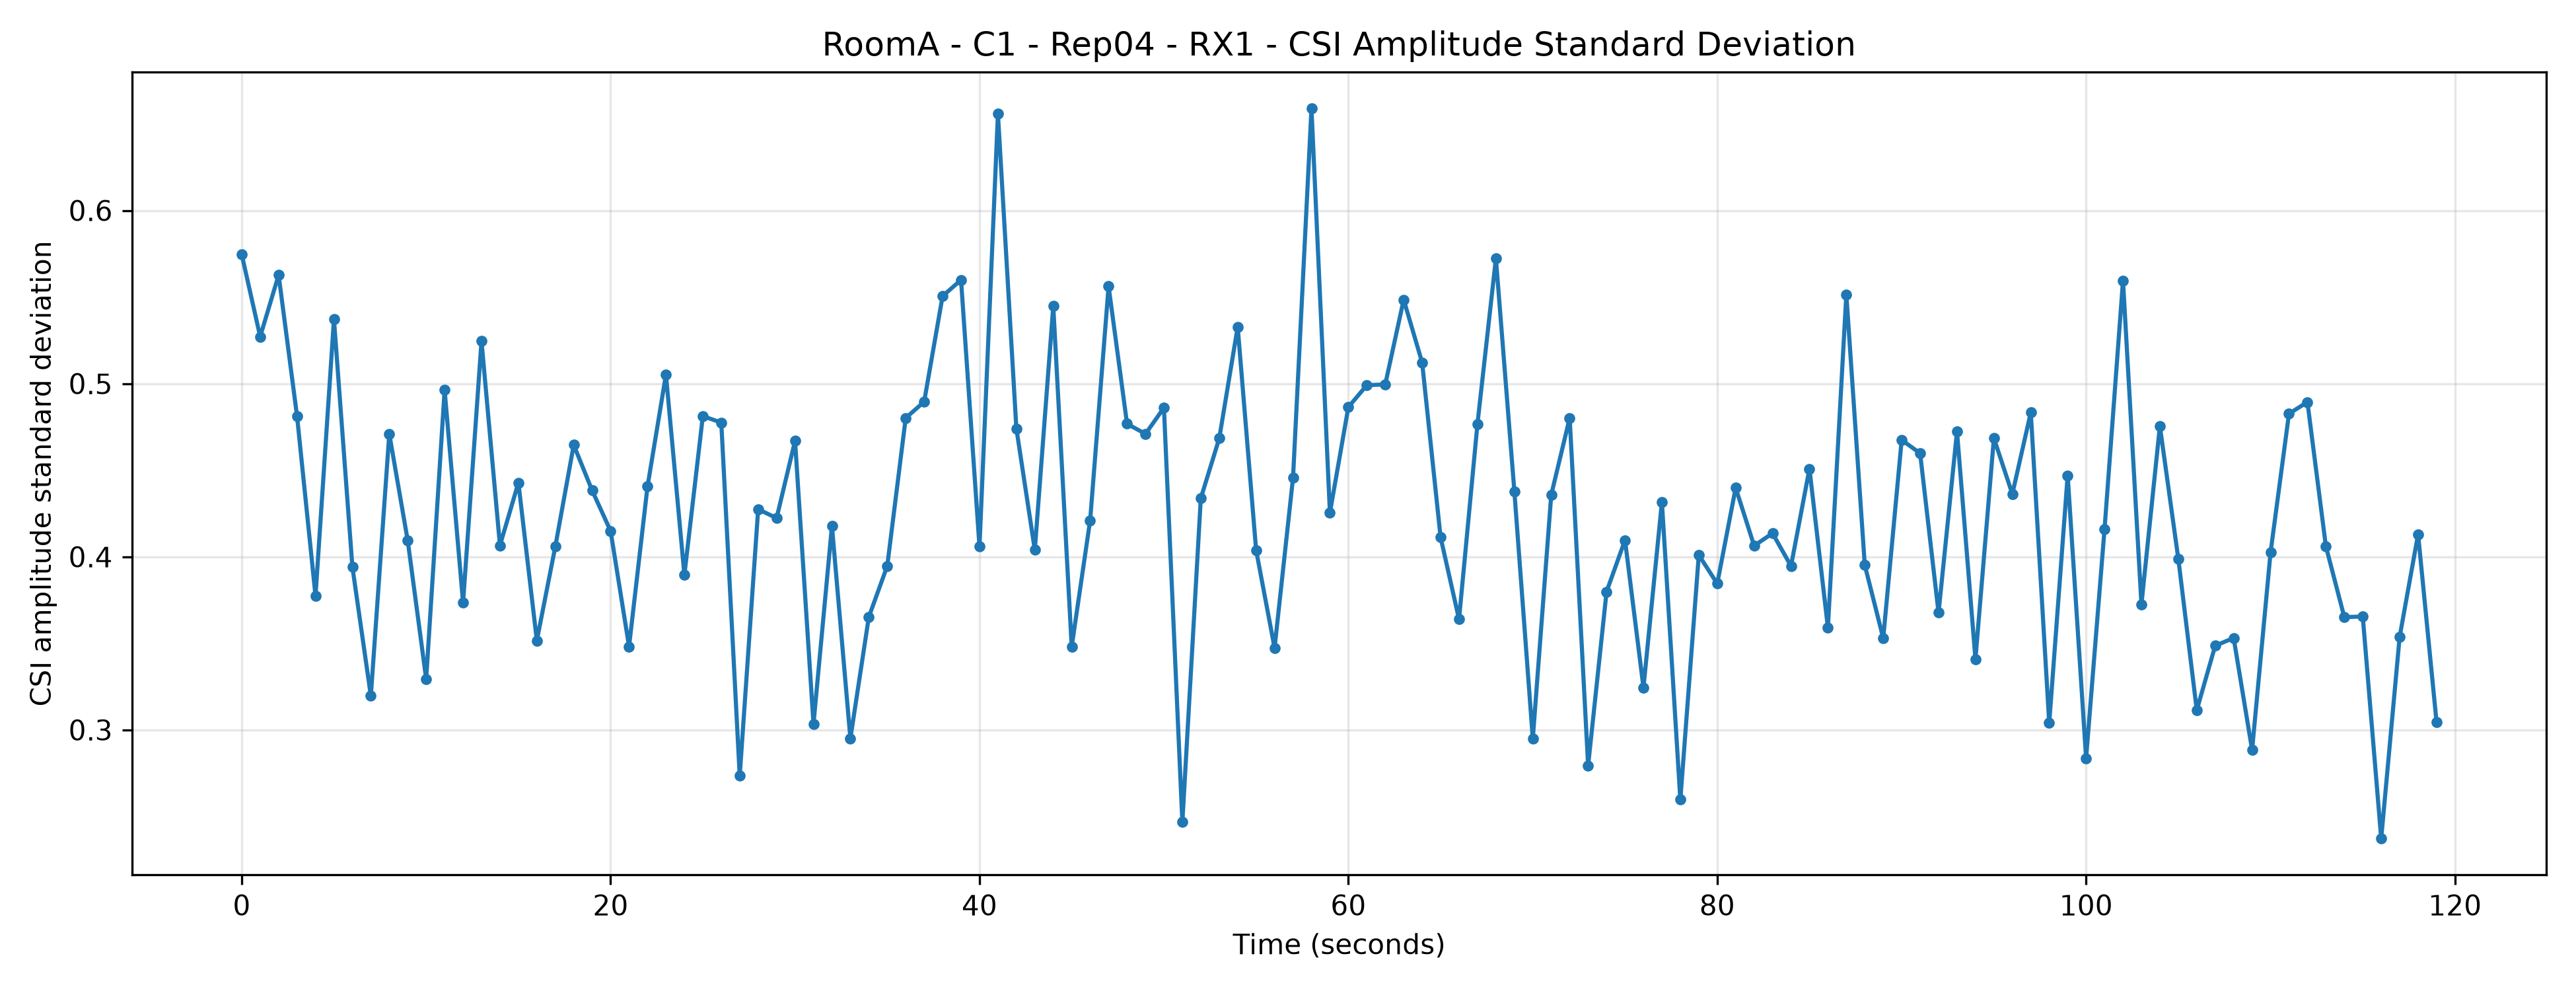 RoomA - C1 - Rep04 - RX1 - CSI Amplitude Standard Deviation
CSI amplitude standard deviation
0.6
0.5
0.4
0.3
0 20 40 60 80 100 120
Time (seconds)